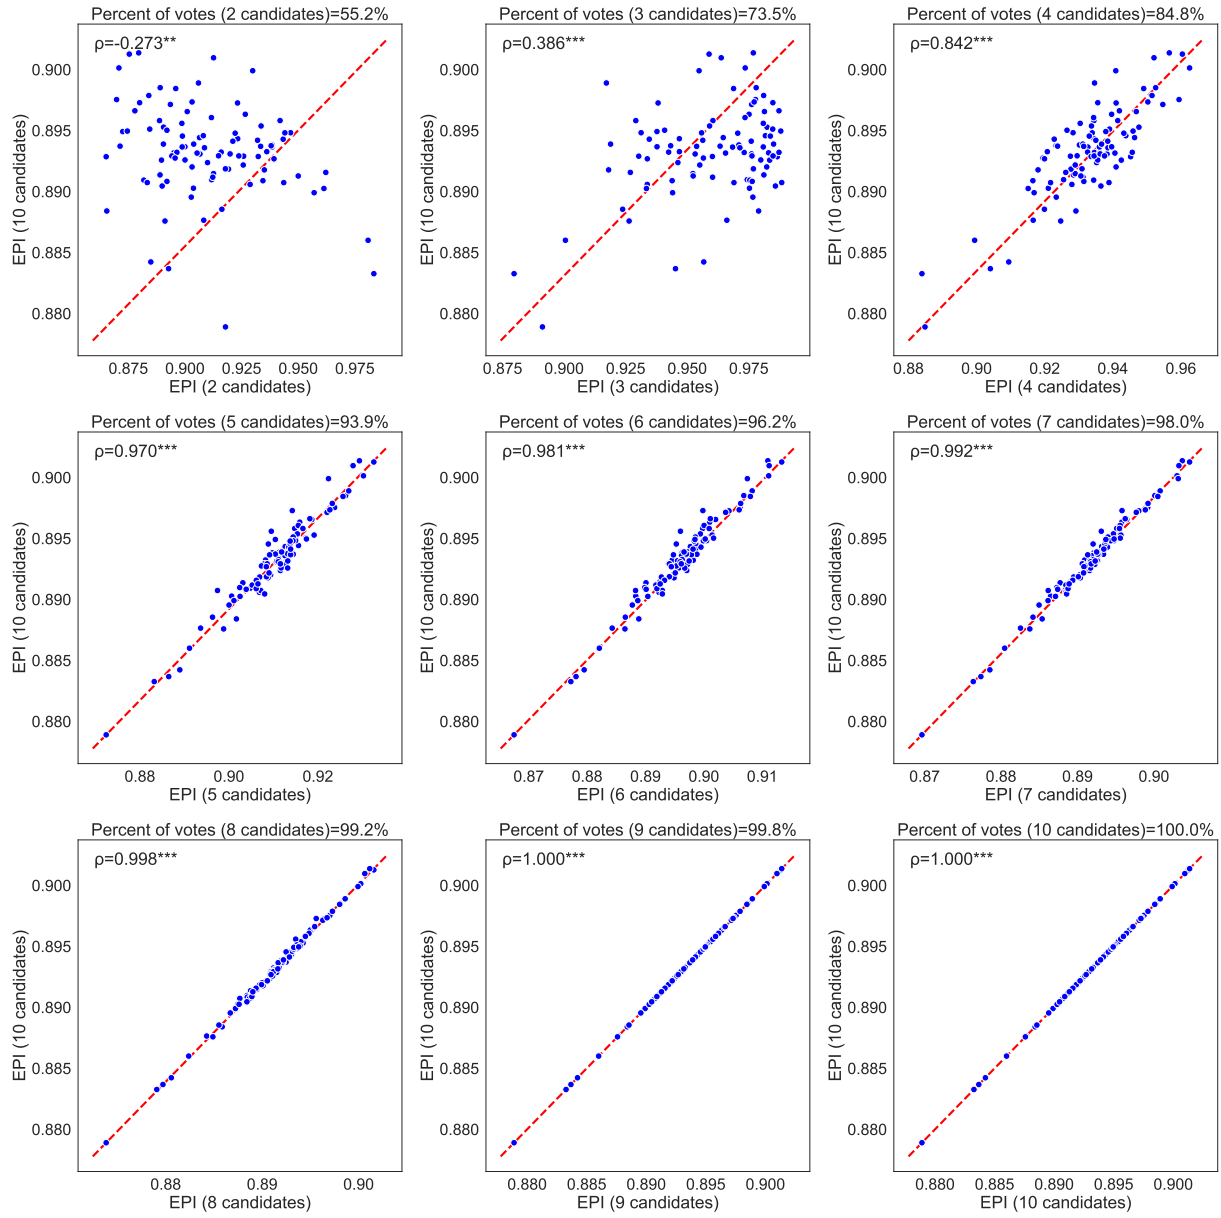 Percent of votes (2 candidates)=55.2%
ρ=-0.273**
0.900
0.895
0.890
0.885
0.880
EPI (10 candidates)
0.875 0.900 0.925 0.950 0.975
EPI (2 candidates)
Percent of votes (3 candidates)=73.5%
ρ=0.386***
0.900
0.895
0.890
0.885
0.880
EPI (10 candidates)
0.875 0.900 0.925 0.950 0.975
EPI (3 candidates)
Percent of votes (4 candidates)=84.8%
ρ=0.842***
0.900
0.895
0.890
0.885
0.880
EPI (10 candidates)
0.88 0.90 0.92 0.94 0.96
EPI (4 candidates)
Percent of votes (5 candidates)=93.9%
ρ=0.970***
0.900
0.895
0.890
0.885
0.880
EPI (10 candidates)
0.88 0.90 0.92
EPI (5 candidates)
Percent of votes (6 candidates)=96.2%
ρ=0.981***
0.900
0.895
0.890
0.885
0.880
EPI (10 candidates)
0.87 0.88 0.89 0.90 0.91
EPI (6 candidates)
Percent of votes (7 candidates)=98.0%
ρ=0.992***
0.900
0.895
0.890
0.885
0.880
EPI (10 candidates)
0.87 0.88 0.89 0.90
EPI (7 candidates)
Percent of votes (8 candidates)=99.2%
ρ=0.998***
0.900
0.895
0.890
0.885
0.880
EPI (10 candidates)
0.88 0.89 0.90
EPI (8 candidates)
Percent of votes (9 candidates)=99.8%
ρ=1.000***
0.900
0.895
0.890
0.885
0.880
EPI (10 candidates)
0.880 0.885 0.890 0.895 0.900
EPI (9 candidates)
Percent of votes (10 candidates)=100.0%
ρ=1.000***
0.900
0.895
0.890
0.885
0.880
EPI (10 candidates)
0.880 0.885 0.890 0.895 0.900
EPI (10 candidates)